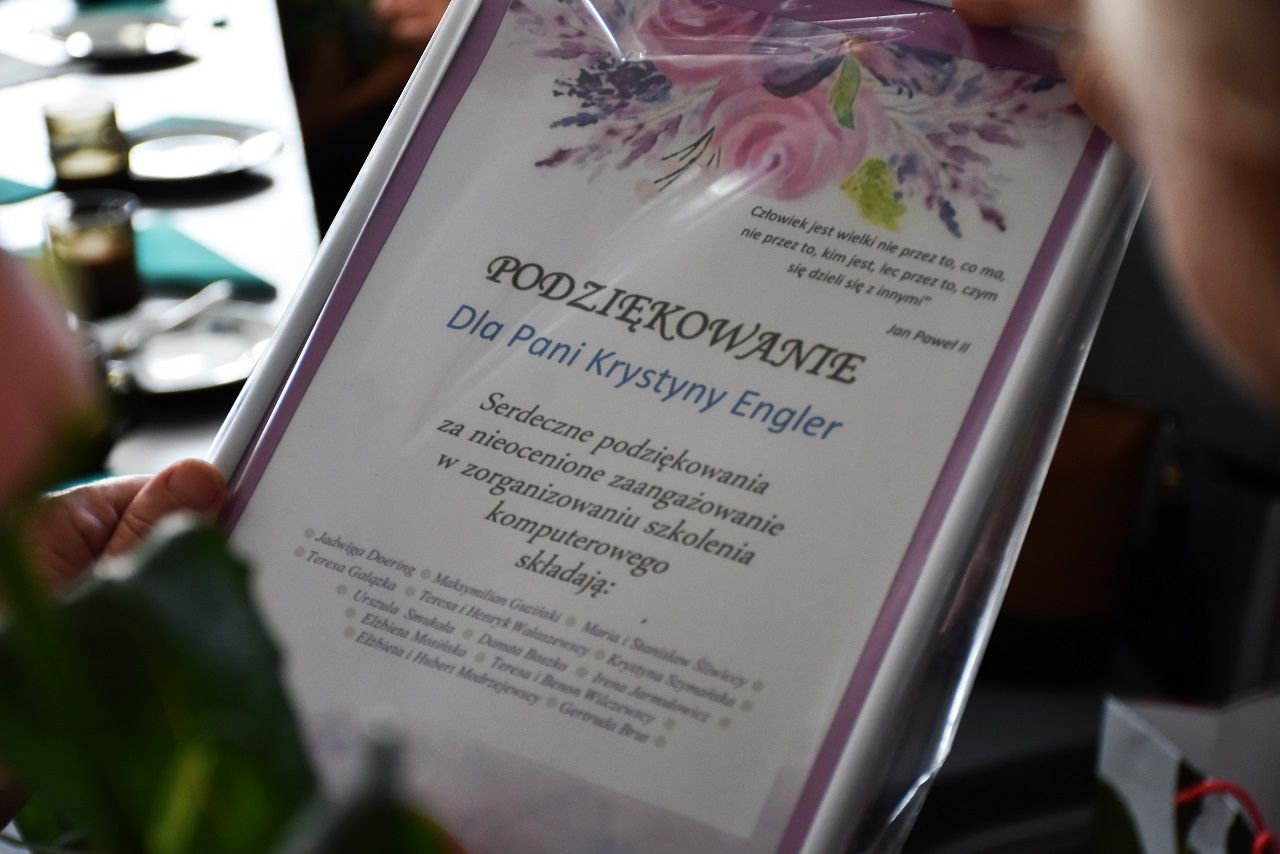 Człowiek jest wielki nie przez to, co ma,
nie przez to, kim jest, lec przez to, czym
się dzieli się z innymi"
Jan Paweł II
PODZIĘKOWANIE
Dla Pani Krystyny Engler
Serdeczne podziękowania
za nieocenione zaangażowanie
w zorganizowaniu szkolenia
komputerowego
składają:
Jadwiga Doering Maksymilian Guziński Maria i Stanisław Śliwiccy
Teresa Gałązka Teresa i Henryk Wałaszewscy Krystyna Szymańska
Urszula Smukała Danuta Boszko Irena Jarmułowicz
Elżbieta Mosińska Teresa i Benon Wilczewscy
Elżbieta i Hubert Modrzejewscy Gertruda Brus